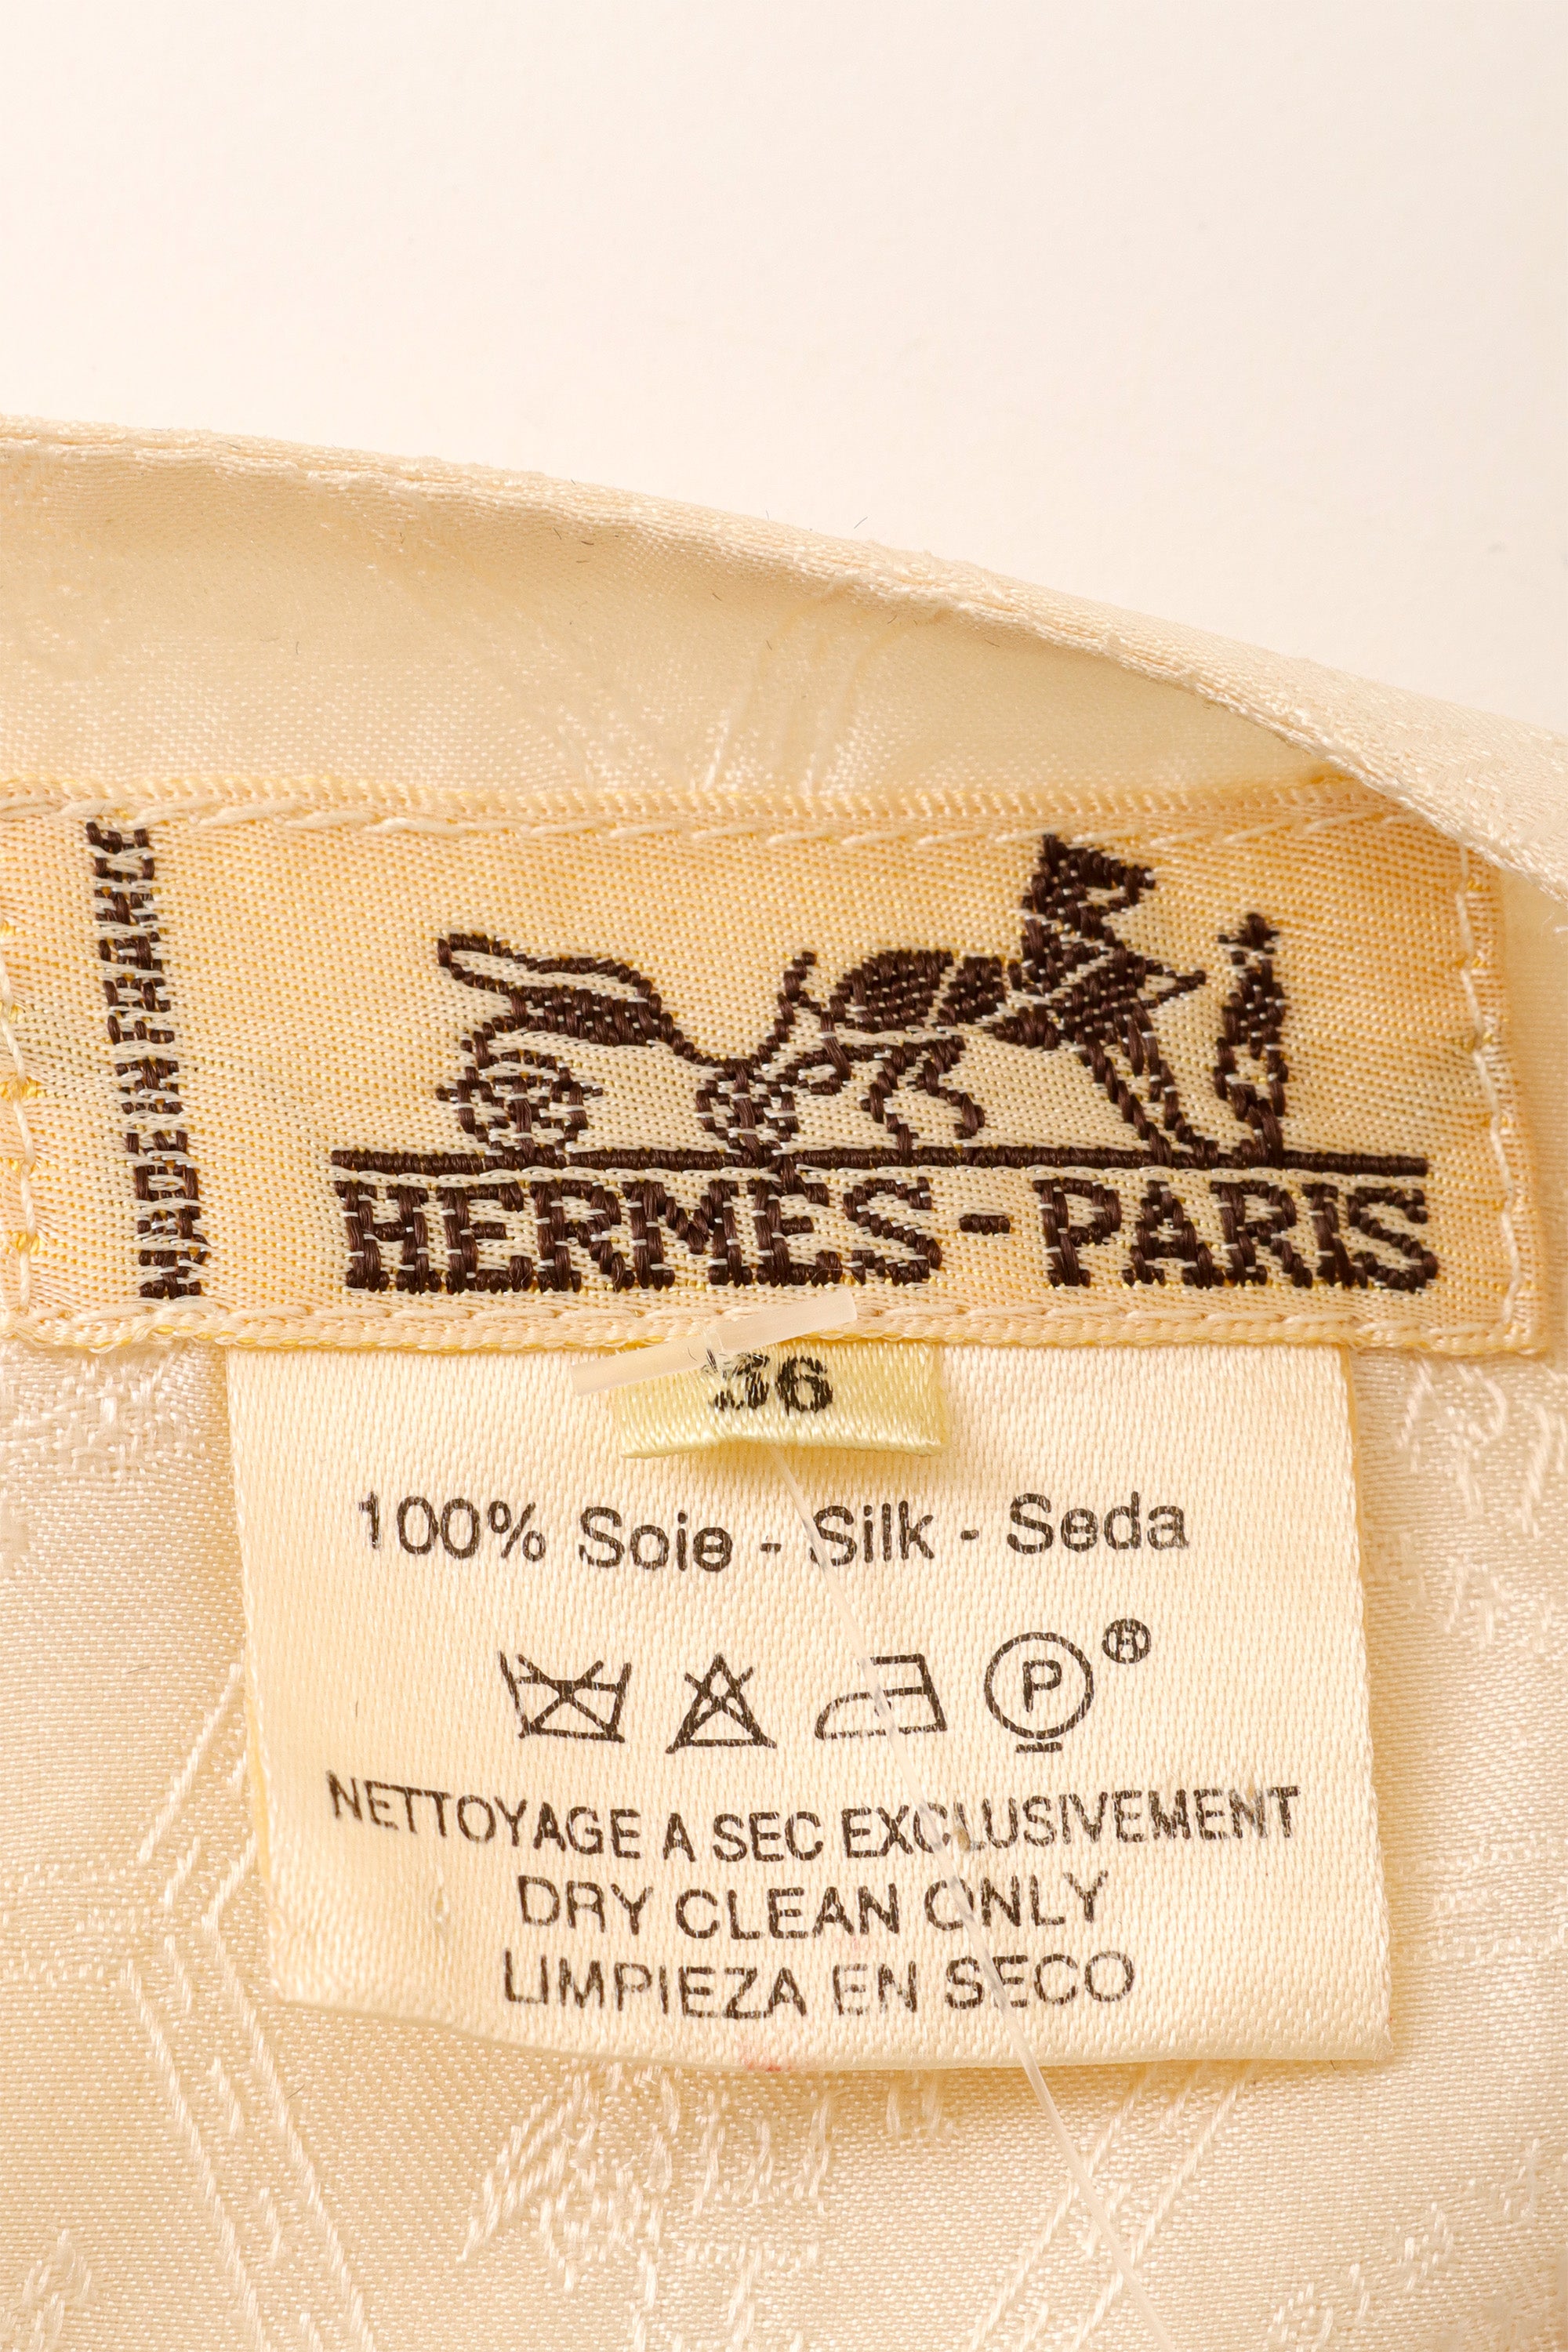 MADE IN FRANCE
HERMES-PARIS
36
100% Soie - Silk - Seda
P®
NETTOYAGE A SEC EXCLUSIVEMENT
DRY CLEAN ONLY
LIMPIEZA EN SECO